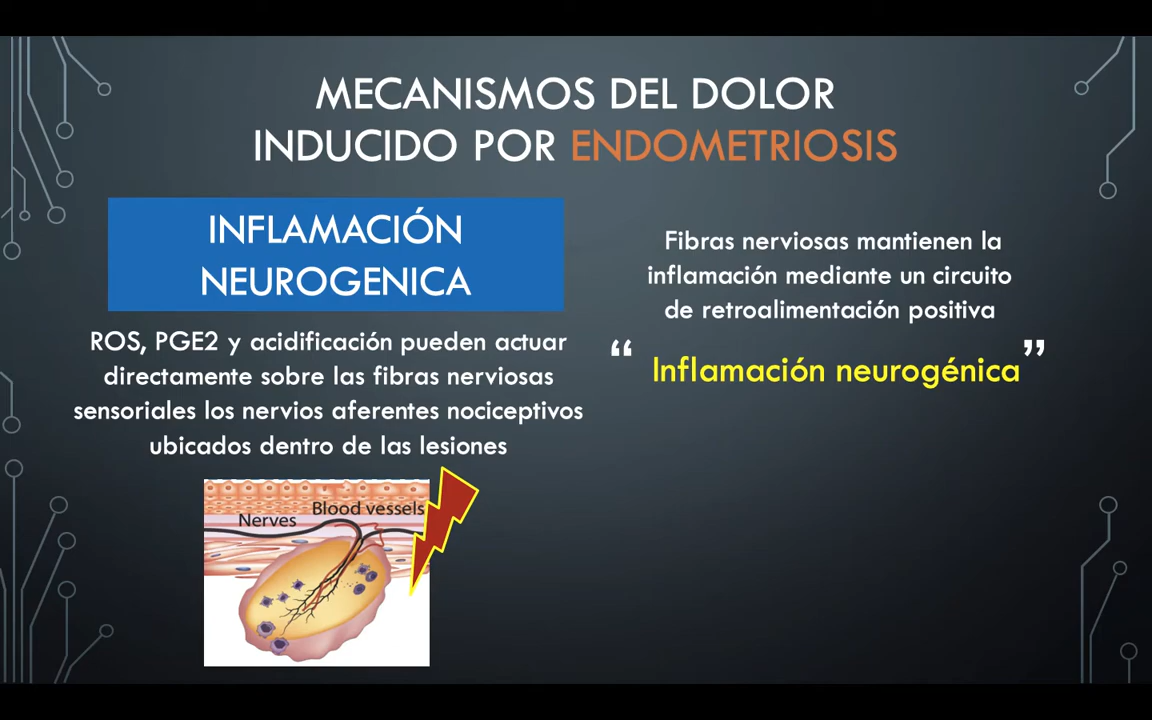 MECANISMOS DEL DOLOR
INDUCIDO POR ENDOMETRIOSIS
INFLAMACIÓN
NEUROGENICA
ROS, PGE2 y acidificación pueden actuar
directamente sobre las fibras nerviosas
sensoriales los nervios aferentes nociceptivos
ubicados dentro de las lesiones
Nerves
Blood vessels
Fibras nerviosas mantienen la
inflamación mediante un circuito
de retroalimentación positiva
“ Inflamación neurogénica ”